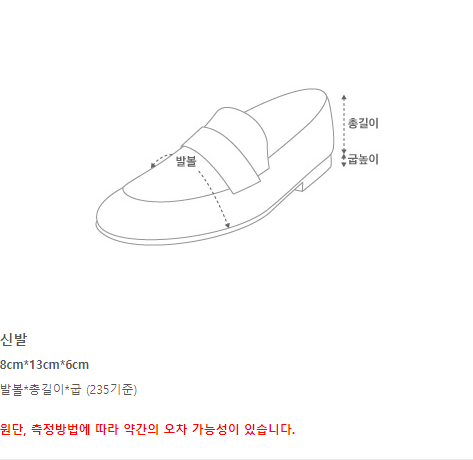 총길이
발볼
굽높이
신발
8cm*13cm*6cm
발볼*총길이*굽 (235기준)
원단, 측정방법에 따라 약간의 오차 가능성이 있습니다.